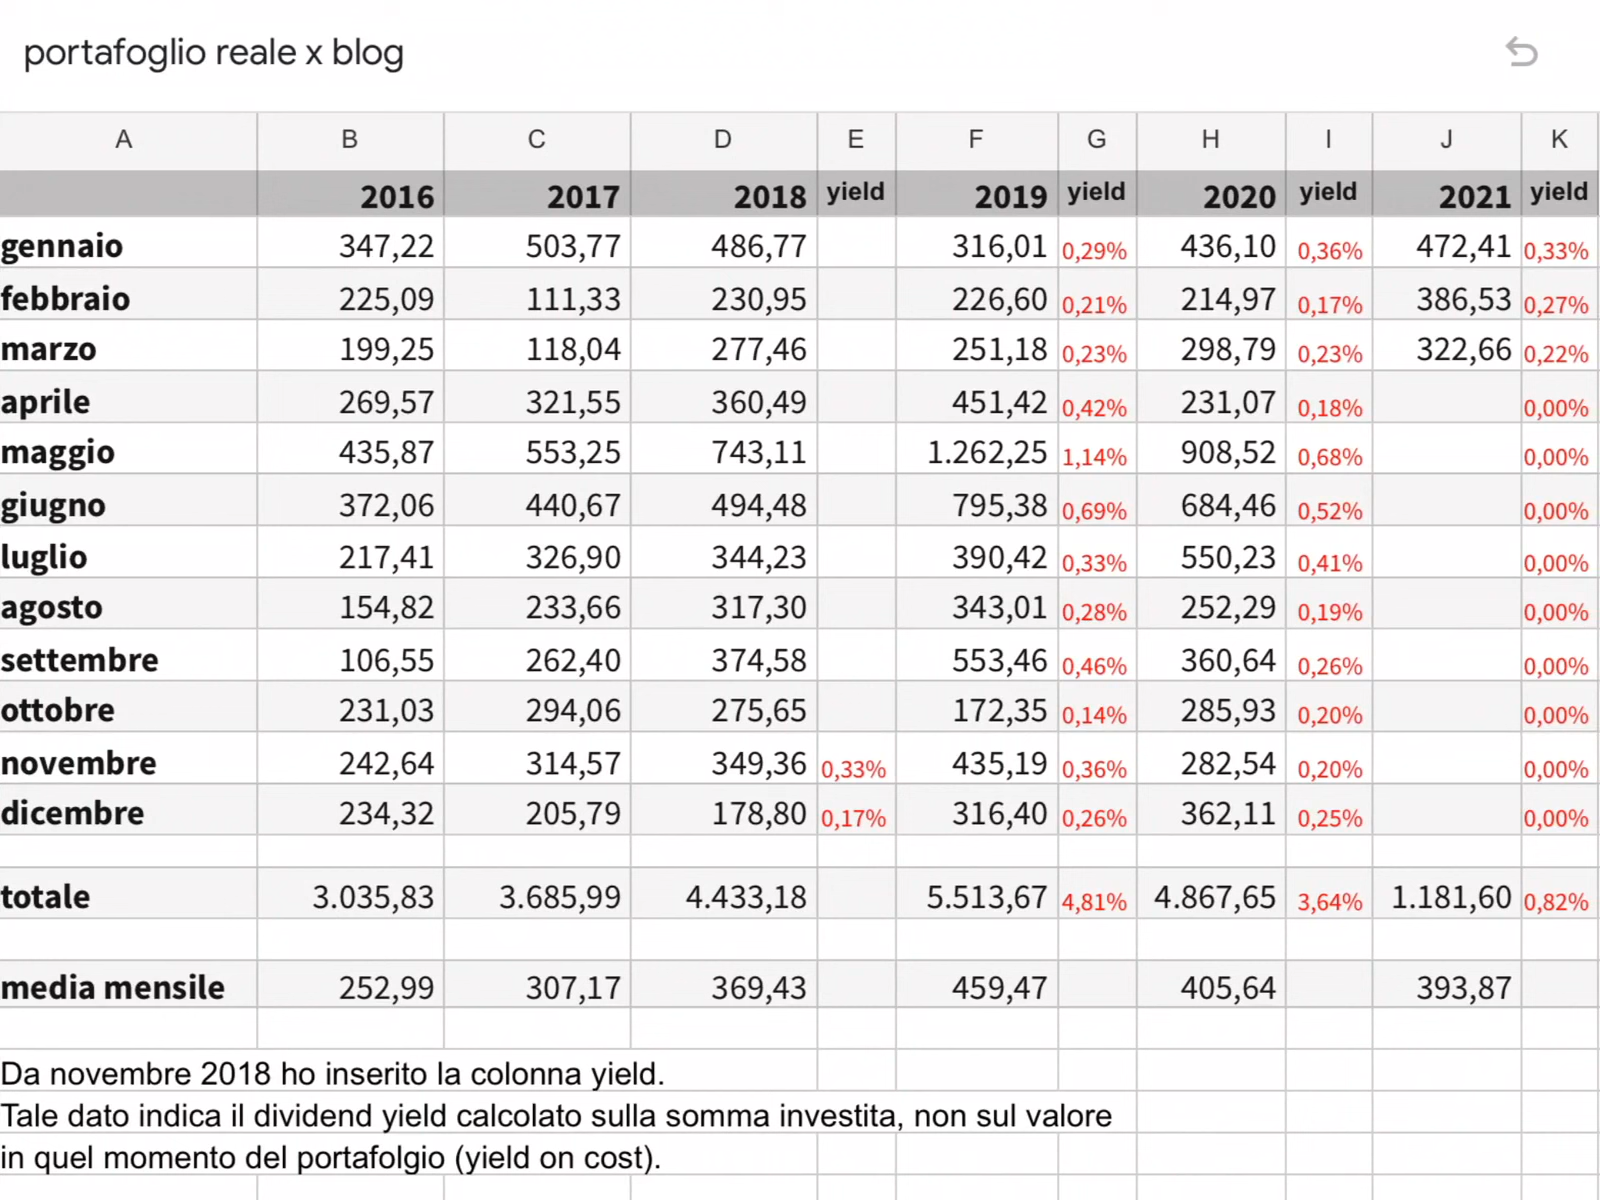 portafoglio reale x blog
A B C D E F G H I J K
2016 2017 2018 yield 2019 yield 2020 yield 2021 yield
gennaio 347,22 503,77 486,77 316,01 0,29% 436,10 0,36% 472,41 0,33%
febbraio 225,09 111,33 230,95 226,60 0,21% 214,97 0,17% 386,53 0,27%
marzo 199,25 118,04 277,46 251,18 0,23% 298,79 0,23% 322,66 0,22%
aprile 269,57 321,55 360,49 451,42 0,42% 231,07 0,18% 0,00%
maggio 435,87 553,25 743,11 1.262,25 1,14% 908,52 0,68% 0,00%
giugno 372,06 440,67 494,48 795,38 0,69% 684,46 0,52% 0,00%
luglio 217,41 326,90 344,23 390,42 0,33% 550,23 0,41% 0,00%
agosto 154,82 233,66 317,30 343,01 0,28% 252,29 0,19% 0,00%
settembre 106,55 262,40 374,58 553,46 0,46% 360,64 0,26% 0,00%
ottobre 231,03 294,06 275,65 172,35 0,14% 285,93 0,20% 0,00%
novembre 242,64 314,57 349,36 0,33% 435,19 0,36% 282,54 0,20% 0,00%
dicembre 234,32 205,79 178,80 0,17% 316,40 0,26% 362,11 0,25% 0,00%
totale 3.035,83 3.685,99 4.433,18 5.513,67 4,81% 4.867,65 3,64% 1.181,60 0,82%
media mensile 252,99 307,17 369,43 459,47 405,64 393,87
Da novembre 2018 ho inserito la colonna yield.
Tale dato indica il dividend yield calcolato sulla somma investita, non sul valore
in quel momento del portafolgio (yield on cost).